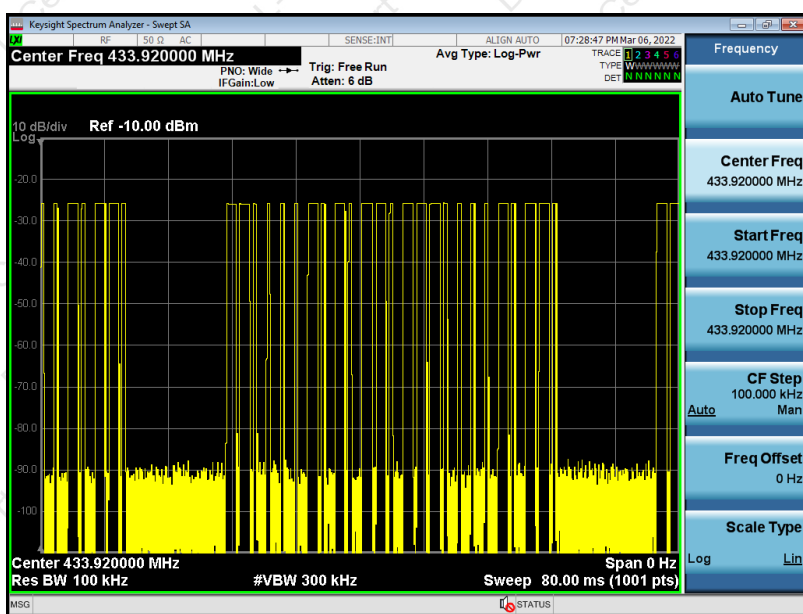 Keysight Spectrum Analyzer - Swept SA
LXI RF 50 Ω AC SENSE:INT ALIGN AUTO 07:28:47 PM Mar 06, 2022
Center Freq 433.920000 MHz
PNO: Wide
IFGain:Low
Trig: Free Run
Atten: 6 dB
Avg Type: Log-Pwr
TRACE 1 2 3 4 5 6
TYPE WWWWWW
DET N N N N N N
10 dB/div Ref -10.00 dBm
Log
-20.0
-30.0
-40.0
-50.0
-60.0
-70.0
-80.0
-90.0
-100
Center 433.920000 MHz Span 0 Hz
Res BW 100 kHz #VBW 300 kHz Sweep 80.00 ms (1001 pts)
MSG STATUS
Frequency
Auto Tune
Center Freq
433.920000 MHz
Start Freq
433.920000 MHz
Stop Freq
433.920000 MHz
CF Step
100.000 kHz
Auto Man
Freq Offset
0 Hz
Scale Type
Log Lin